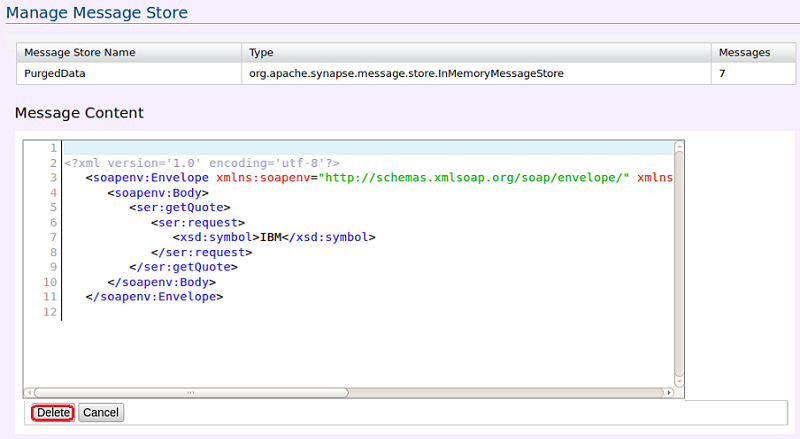 Manage Message Store
Message Store Name Type Messages
PurgedData org.apache.synapse.message.store.InMemoryMessageStore 7
Message Content
1
2 <?xml version='1.0' encoding='utf-8'?>
3 <soapenv:Envelope xmlns:soapenv="http://schemas.xmlsoap.org/soap/envelope/" xmlns
4 <soapenv:Body>
5 <ser:getQuote>
6 <ser:request>
7 <xsd:symbol>IBM</xsd:symbol>
8 </ser:request>
9 </ser:getQuote>
10 </soapenv:Body>
11 </soapenv:Envelope>
12
Delete Cancel